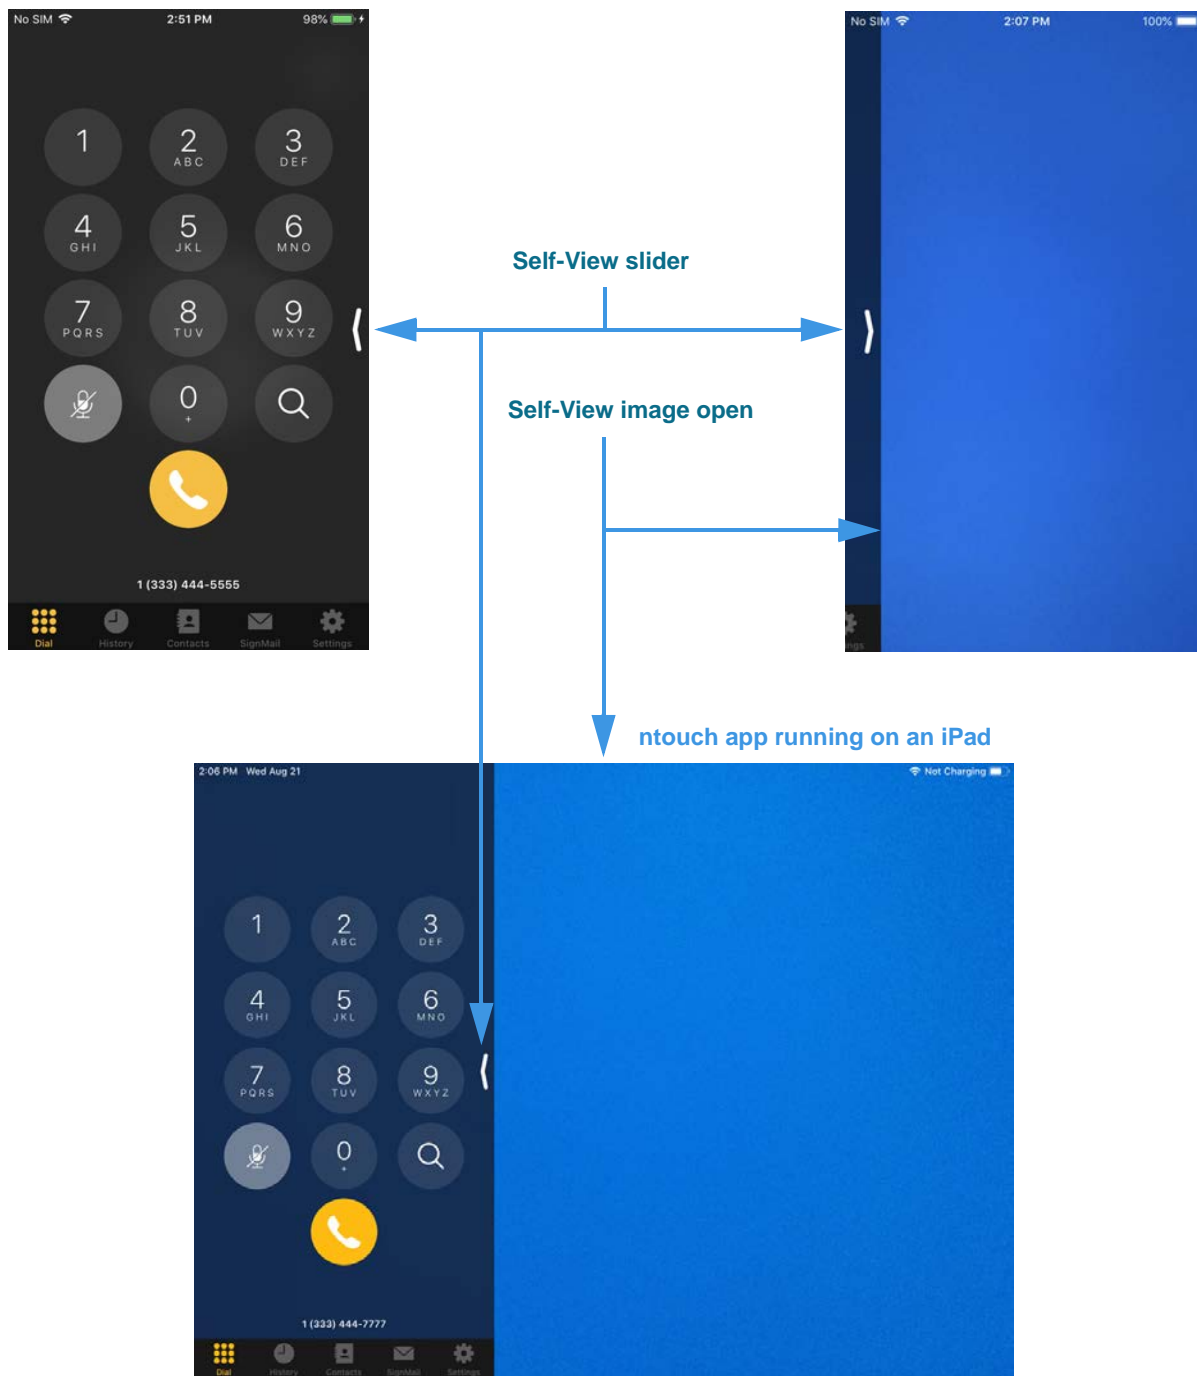 No SIM 2:51 PM 98%
1
2 ABC
3 DEF
4 GHI
5 JKL
6 MNO
7 PQRS
8 TUV
9 WXYZ
0 +
1 (333) 444-5555
Dial History Contacts SignMail Settings
No SIM 2:07 PM 100%
ngs
Self-View slider
Self-View image open
ntouch app running on an iPad
2:06 PM Wed Aug 21 Not Charging
1
2 ABC
3 DEF
4 GHI
5 JKL
6 MNO
7 PQRS
8 TUV
9 WXYZ
0 +
1 (333) 444-7777
Dial History Contacts SignMail Settings